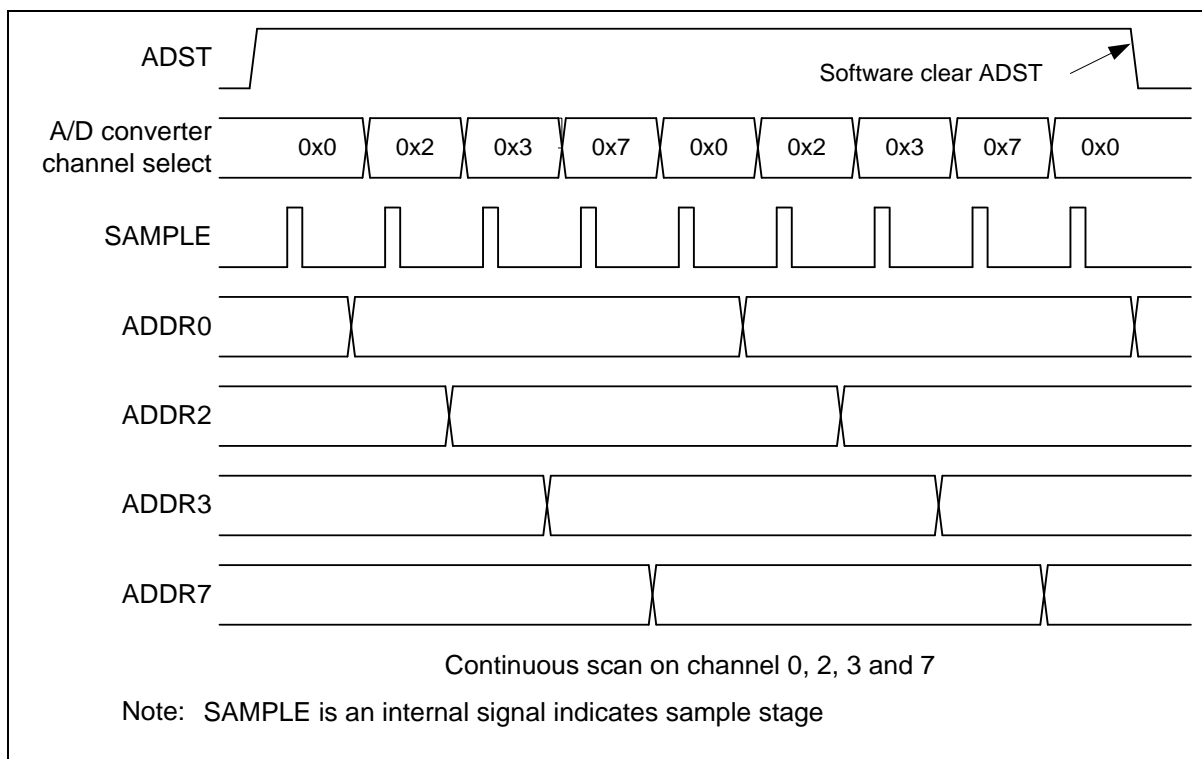 ADST
Software clear ADST
A/D converter
channel select
0x0 0x2 0x3 0x7 0x0 0x2 0x3 0x7 0x0
SAMPLE
ADDR0
ADDR2
ADDR3
ADDR7
Continuous scan on channel 0, 2, 3 and 7
Note: SAMPLE is an internal signal indicates sample stage